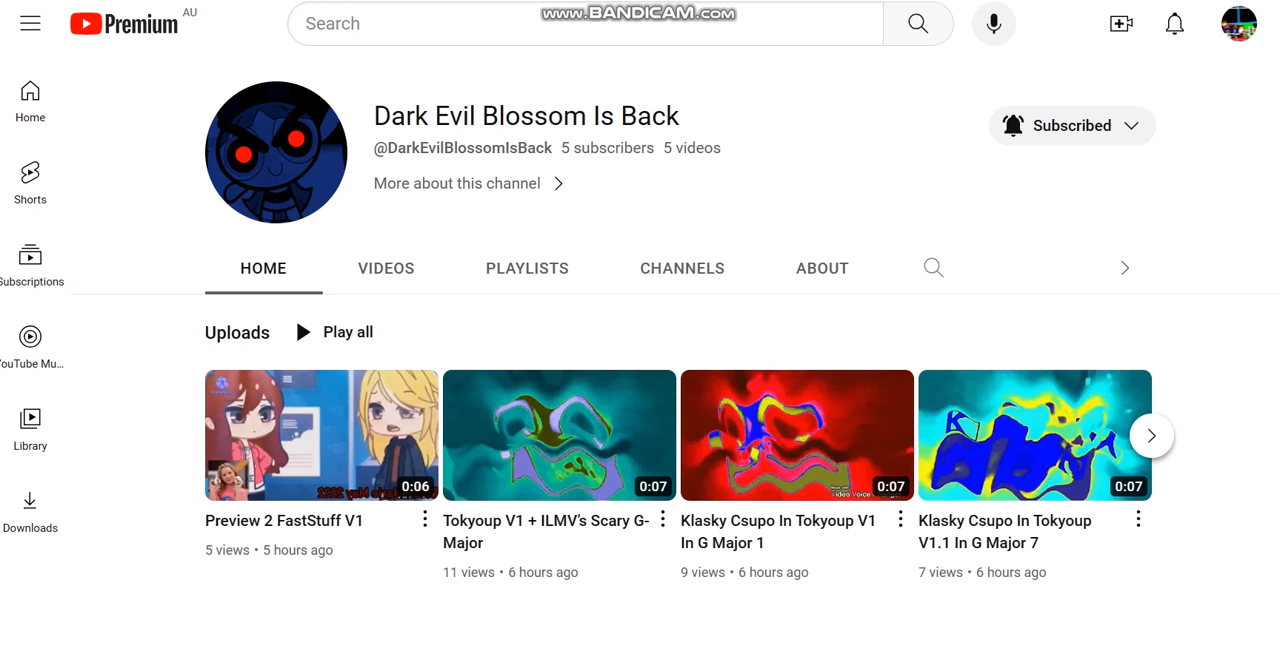 Premium
AU
Search
www.BANDICAM.com
Home
Shorts
Subscriptions
YouTube Mu...
Library
Downloads
Dark Evil Blossom Is Back
@DarkEvilBlossomIsBack 5 subscribers 5 videos
More about this channel
Subscribed
HOME VIDEOS PLAYLISTS CHANNELS ABOUT
Uploads Play all
0:06
0:07
0:07
0:07
Preview 2 FastStuff V1
5 views • 5 hours ago
Tokyoup V1 + ILMV’s Scary G-
Major
11 views • 6 hours ago
Klasky Csupo In Tokyoup V1
In G Major 1
9 views • 6 hours ago
Klasky Csupo In Tokyoup
V1.1 In G Major 7
7 views • 6 hours ago